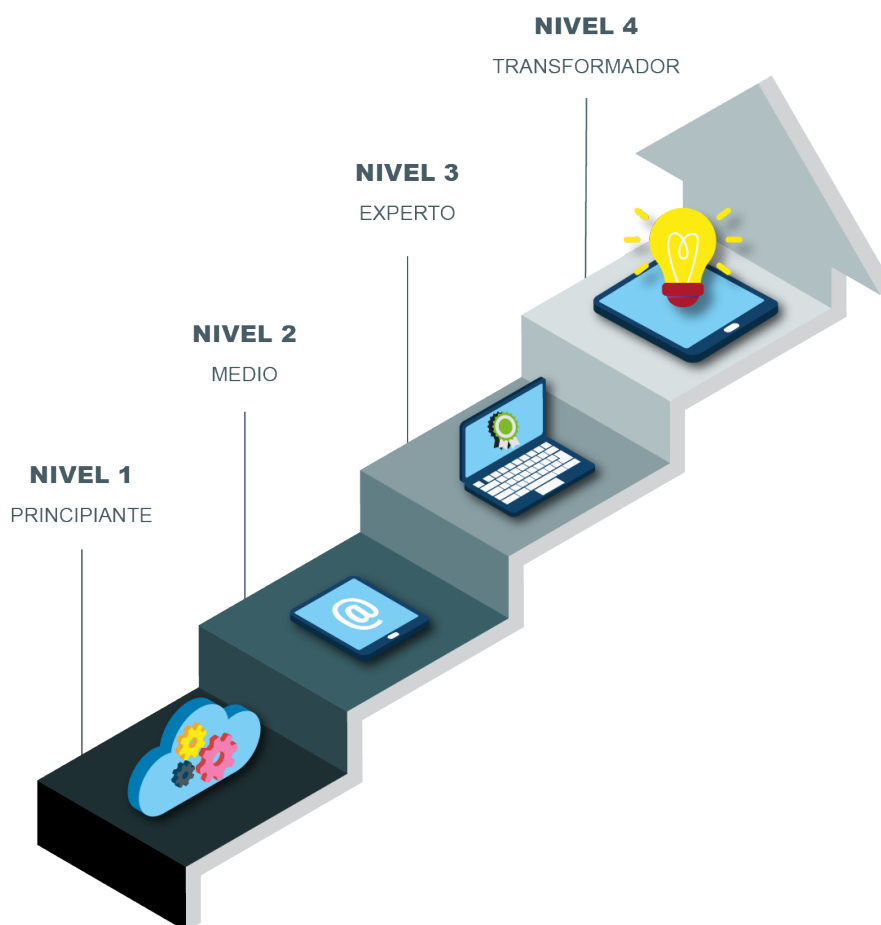 NIVEL 4
TRANSFORMADOR
NIVEL 3
EXPERTO
NIVEL 2
MEDIO
NIVEL 1
PRINCIPIANTE
@